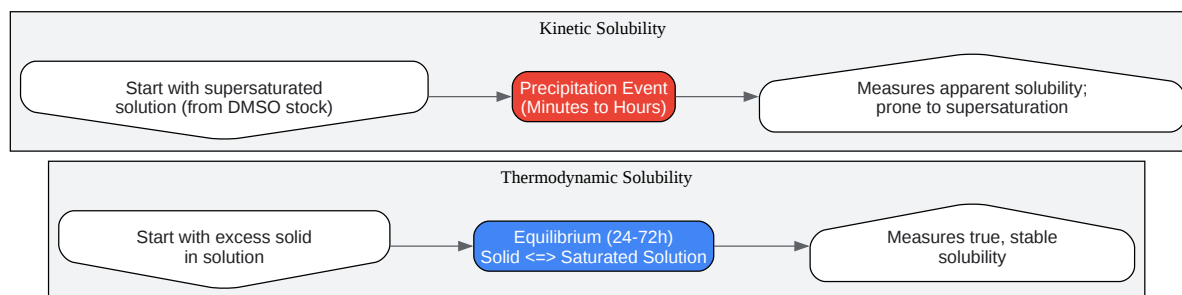 Kinetic Solubility
Start with supersaturated
solution (from DMSO stock)
Precipitation Event
(Minutes to Hours)
Measures apparent solubility;
prone to supersaturation
Thermodynamic Solubility
Start with excess solid
in solution
Equilibrium (24-72h)
Solid <=> Saturated Solution
Measures true, stable
solubility